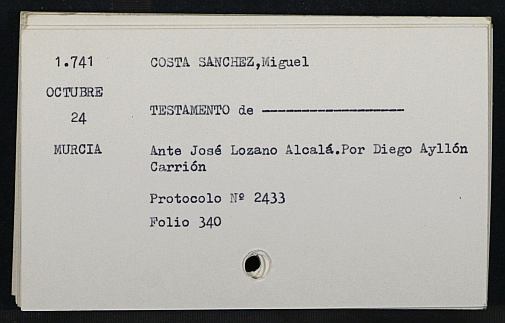 1.741 COSTA SANCHEZ,Miguel
OCTUBRE
24 TESTAMENTO de ------------------
MURCIA Ante José Lozano Alcalá.Por Diego Ayllón
Carrión
Protocolo Nº 2433
Folio 340